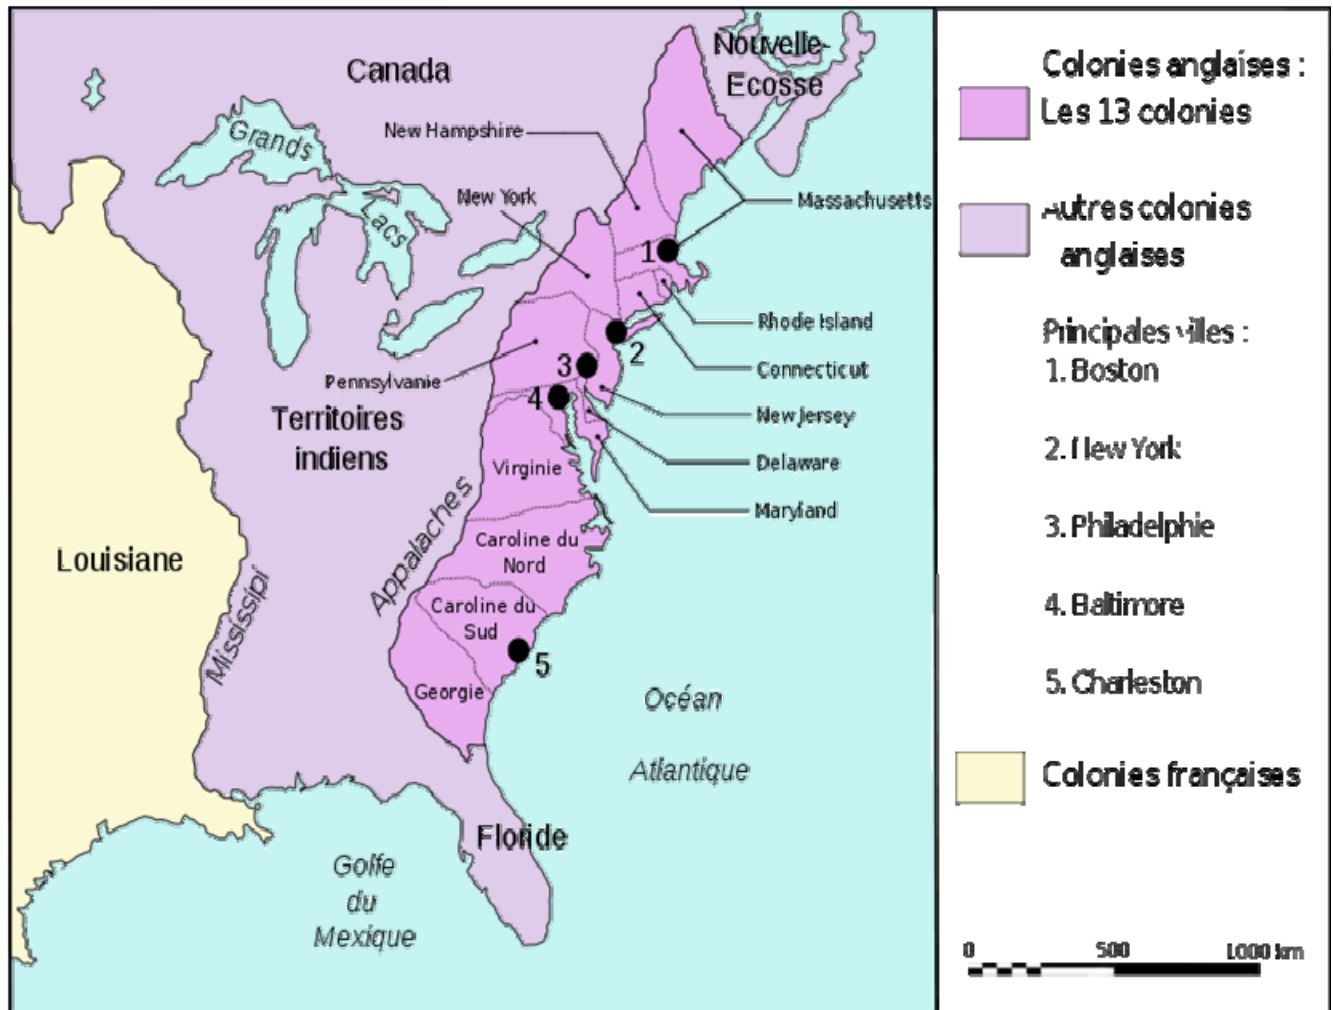 Canada
Nouvelle-
Ecosse
New Hampshire
Grands
Lacs
New York
Massachusetts
1
Rhode Island
2
3
Connecticut
Pennsylvanie
4
New Jersey
Territoires
indiens
Delaware
Virginie
Maryland
Appalaches
Caroline du
Nord
Louisiane
Mississipi
Caroline du
Sud
5
Georgie
Océan
Atlantique
Floride
Golfe
du
Mexique
Colonies anglaises :
Les 13 colonies
Autres colonies
anglaises
Principales villes :
1. Boston
2. New York
3. Philadelphie
4. Baltimore
5. Charleston
Colonies françaises
0 500 1000 km